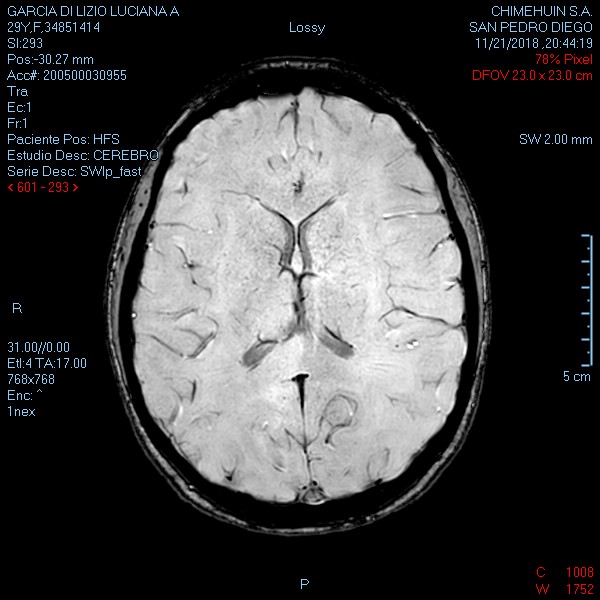 GARCIA DI LIZIO LUCIANA A
29Y,F,34851414
Sl:293
Pos:-30.27 mm
Acc#: 200500030955
Tra
Ec:1
Fr:1
Paciente Pos: HFS
Estudio Desc: CEREBRO
Serie Desc: SWIp_fast
< 601 - 293 >
Lossy
CHIMEHUIN S.A.
SAN PEDRO DIEGO
11/21/2018 ,20:44:19
78% Pixel
DFOV 23.0 x 23.0 cm
SW 2.00 mm
R
31.00//0.00
Etl:4 TA:17.00
768x768
Enc: ^
1nex
5 cm
P
C 1008
W 1752